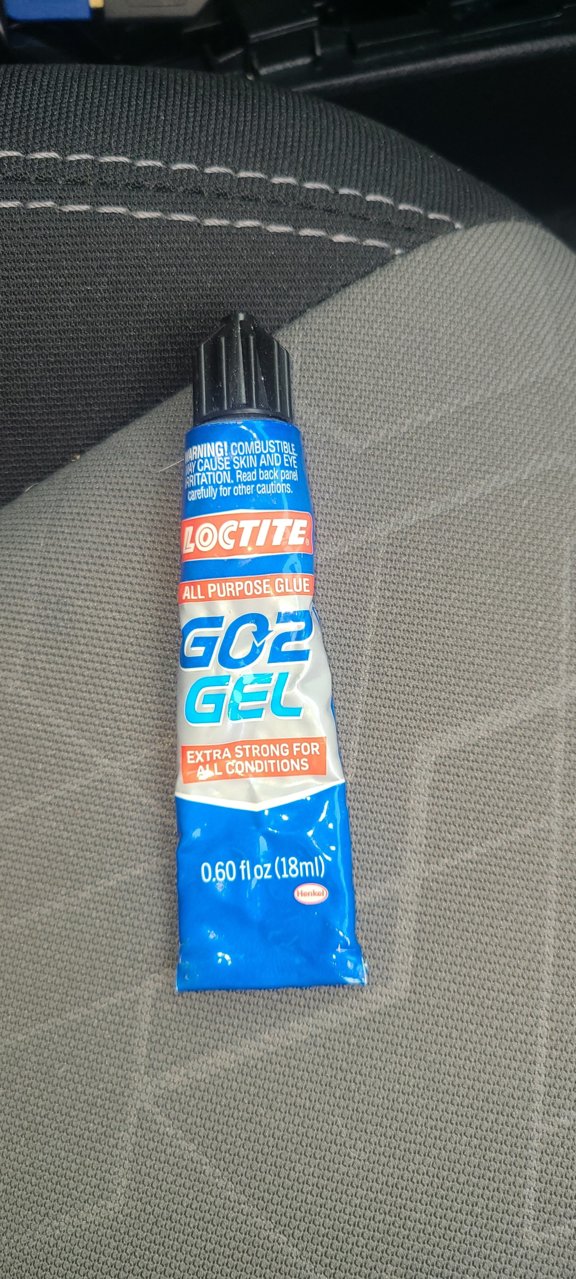 WARNING! COMBUSTIBLE.
MAY CAUSE SKIN AND EYE
IRRITATION. Read back panel
carefully for other cautions.
LOCTITE®
ALL PURPOSE GLUE
GO2
GEL
EXTRA STRONG FOR
ALL CONDITIONS
0.60 fl oz (18ml)
Henkel